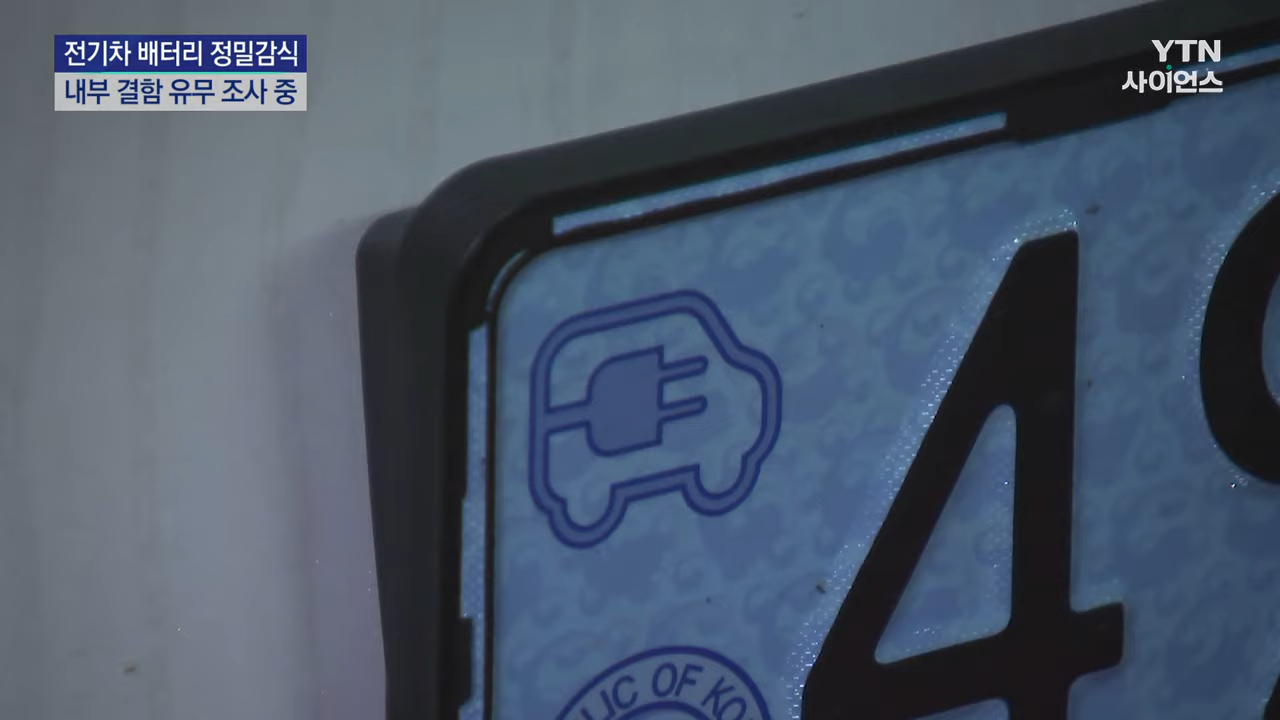 전기차 배터리 정밀감식
내부 결함 유무 조사 중
YTN
사이언스
4
LIC OF KO